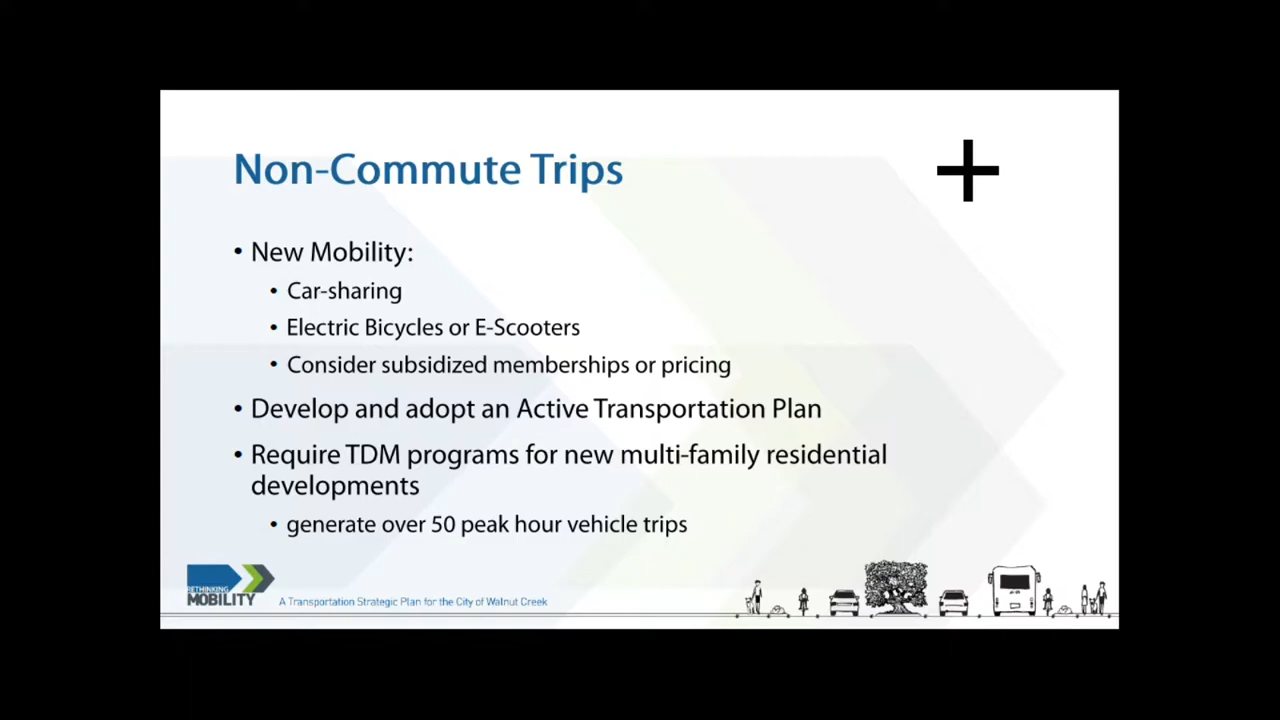 Non-Commute Trips
• New Mobility:
• Car-sharing
• Electric Bicycles or E-Scooters
• Consider subsidized memberships or pricing
• Develop and adopt an Active Transportation Plan
• Require TDM programs for new multi-family residential
developments
• generate over 50 peak hour vehicle trips
RETHINKING
MOBILITY
A Transportation Strategic Plan for the City of Walnut Creek